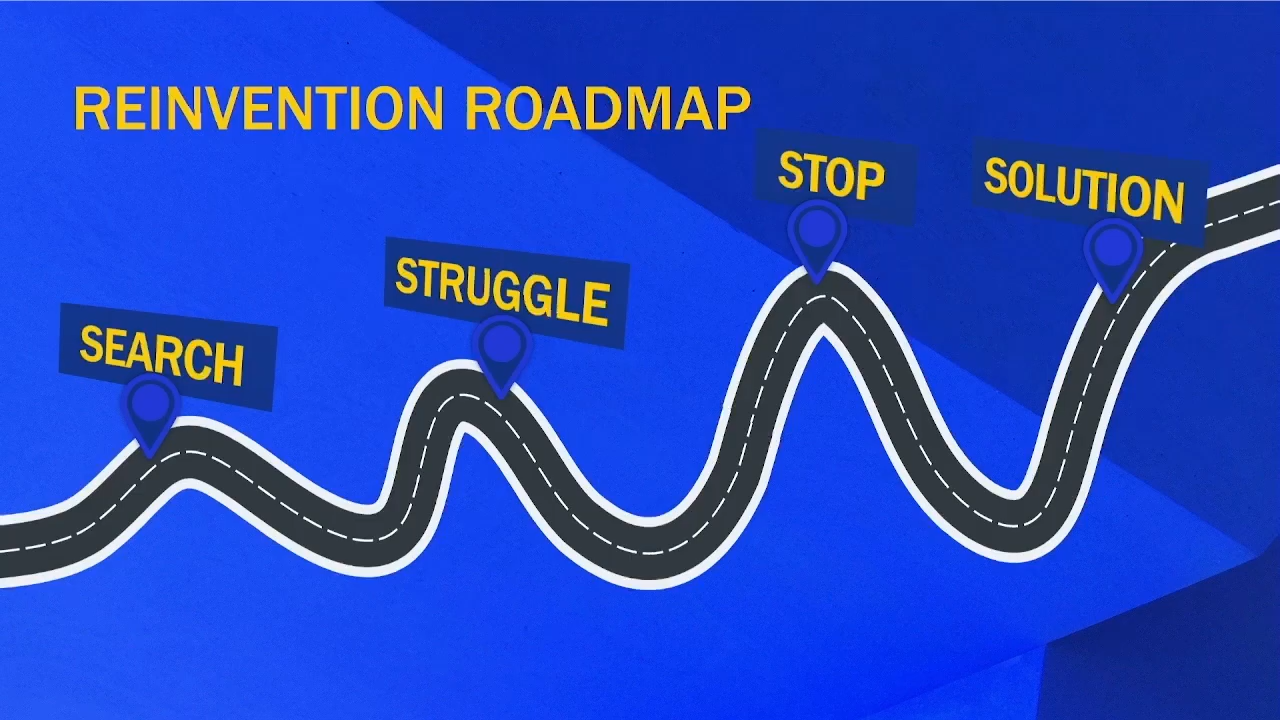 REINVENTION ROADMAP
SEARCH
STRUGGLE
STOP
SOLUTION